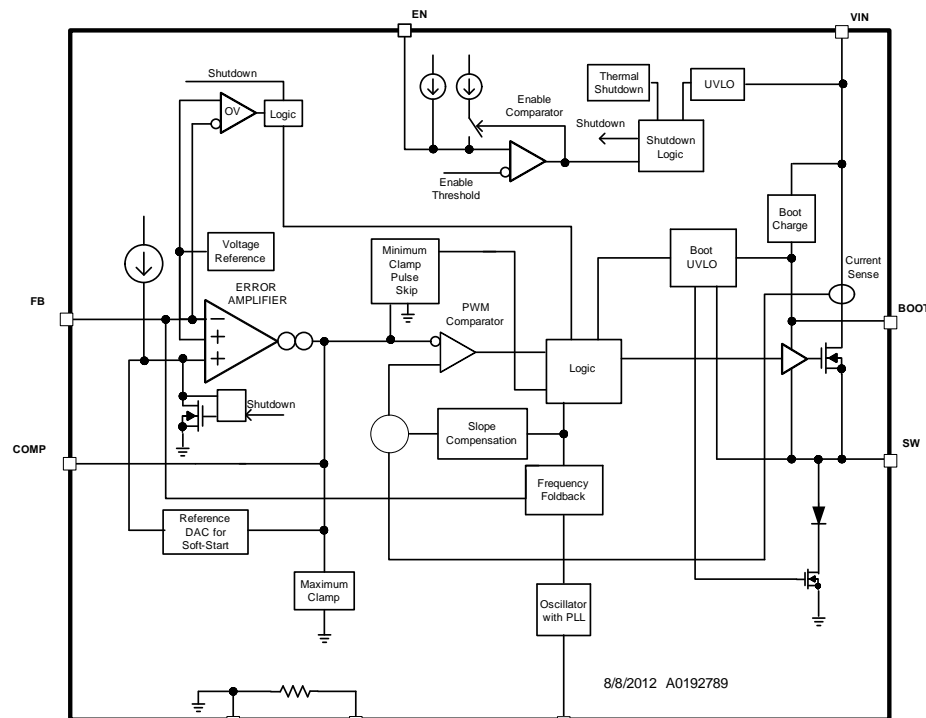 EN
VIN
Shutdown
OV
Logic
Thermal
Shutdown
UVLO
Enable
Comparator
Shutdown
Shutdown
Logic
Enable
Threshold
Voltage
Reference
Minimum
Clamp
Pulse
Skip
Boot
UVLO
Boot
Charge
Current
Sense
FB
ERROR
AMPLIFIER
PWM
Comparator
BOOT
Logic
Shutdown
Slope
Compensation
COMP
SW
Frequency
Foldback
Reference
DAC for
Soft-Start
Maximum
Clamp
Oscillator
with PLL
8/8/2012 A0192789